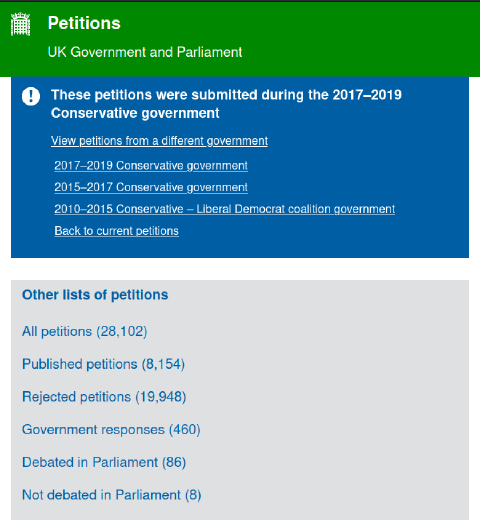 Petitions
UK Government and Parliament
These petitions were submitted during the 2017–2019
Conservative government
View petitions from a different government
2017–2019 Conservative government
2015–2017 Conservative government
2010–2015 Conservative – Liberal Democrat coalition government
Back to current petitions
Other lists of petitions
All petitions (28,102)
Published petitions (8,154)
Rejected petitions (19,948)
Government responses (460)
Debated in Parliament (86)
Not debated in Parliament (8)